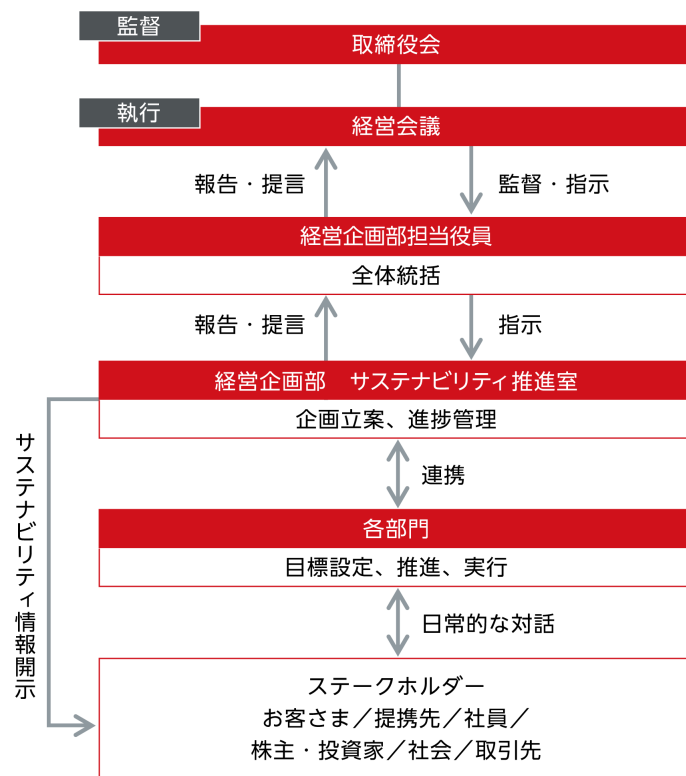 監督
取締役会
執行
経営会議
報告・提言
監督・指示
経営企画部担当役員
全体統括
報告・提言
指示
経営企画部　サステナビリティ推進室
企画立案、進捗管理
連携
各部門
目標設定、推進、実行
日常的な対話
サステナビリティ情報開示
ステークホルダー
お客さま／提携先／社員／
株主・投資家／社会／取引先